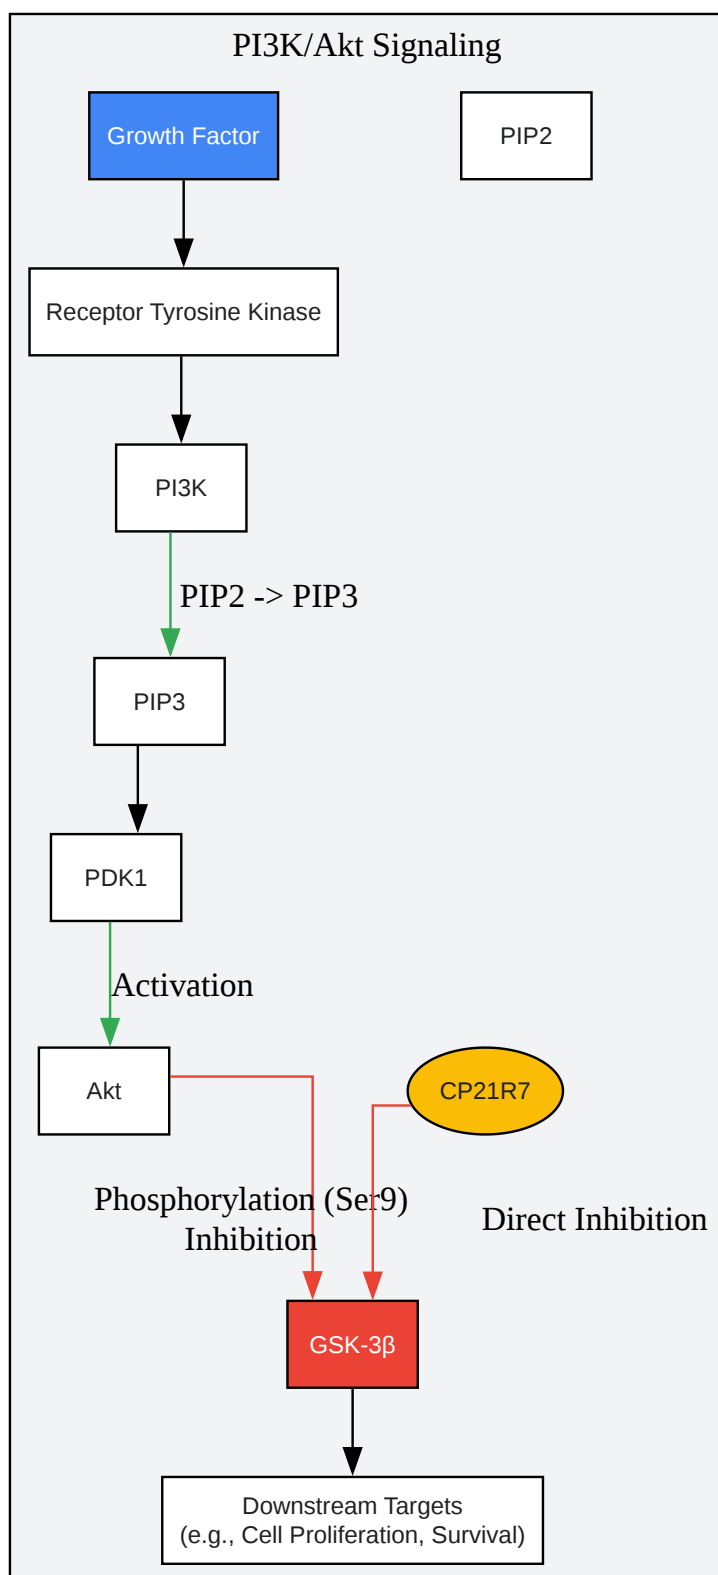 PI3K/Akt Signaling
Growth Factor
PIP2
Receptor Tyrosine Kinase
PI3K
PIP2 -> PIP3
PIP3
PDK1
Activation
Akt
CP21R7
Phosphorylation (Ser9)
Inhibition
Direct Inhibition
GSK-3β
Downstream Targets
(e.g., Cell Proliferation, Survival)